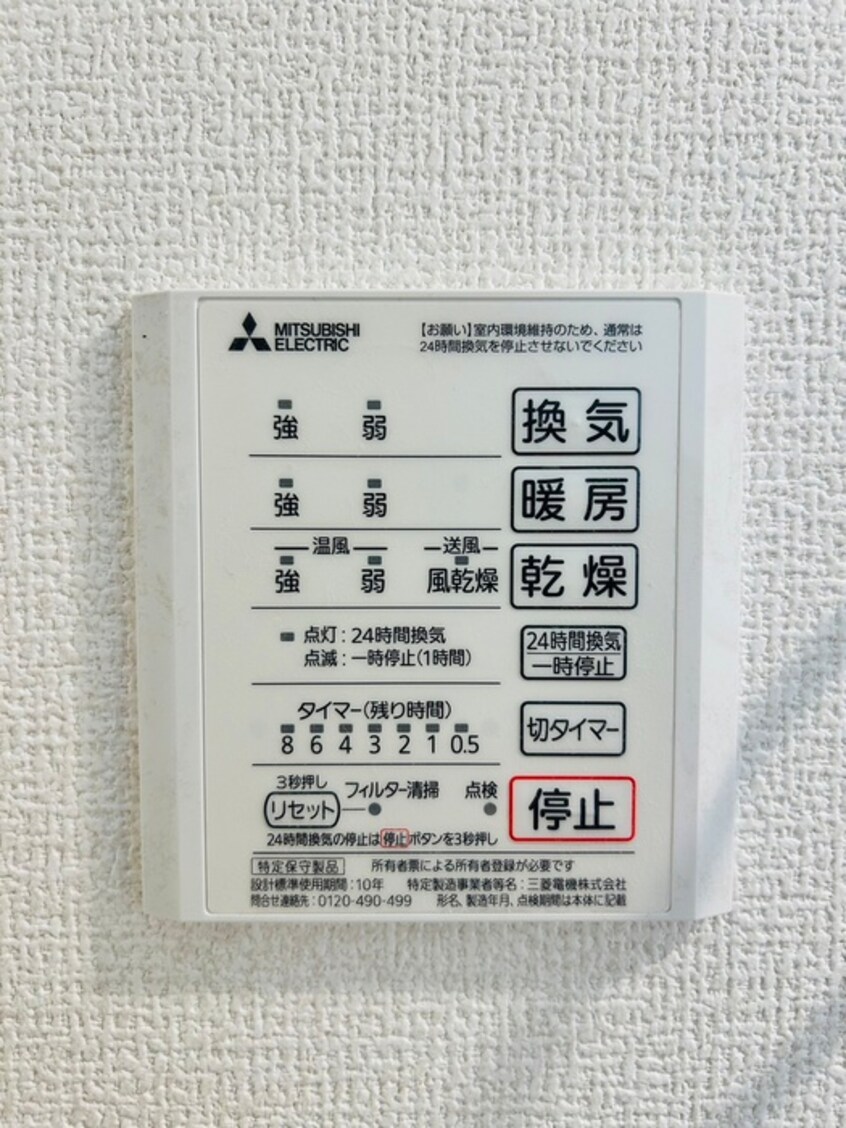 MITSUBISHI
ELECTRIC
【お願い】室内環境維持のため、通常は
24時間換気を停止させないでください
強 弱 換気
強 弱 暖房
温風 送風
強 弱 風乾燥 乾燥
点灯：24時間換気
点滅：一時停止(1時間)
24時間換気
一時停止
タイマー(残り時間)
8 6 4 3 2 1 0.5
切タイマー
3秒押し
リセット フィルター清掃 点検
停止
24時間換気の停止は停止ボタンを3秒押し
特定保守製品 所有者票による所有者登録が必要です
設計標準使用期間：10年 特定製造事業者等名：三菱電機株式会社
問合せ連絡先：0120-490-499 形名、製造年月、点検期間は本体に記載